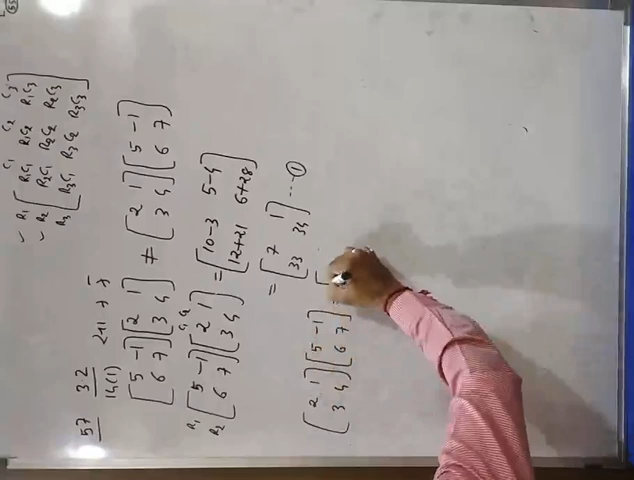 C1 C2 C3
R1 [ R1C1 R1C2 R1C3 ]
R2 [ R2C1 R2C2 R2C3 ]
R3 [ R3C1 R3C2 R3C3 ]
57 3.2
14(1)
[ 5 -1 ] [ 2 1 ] ≠ [ 2 1 ] [ 5 -1 ]
[ 6 7 ] [ 3 4 ] [ 3 4 ] [ 6 7 ]
C1 C2
R1 [ 5 -1 ] [ 2 1 ] = [ 10-3 5-4 ]
R2 [ 6 7 ] [ 3 4 ] [ 12+21 6+28 ]
= [ 7 1 ] ---①
[ 33 34 ]
[ 2 1 ] [ 5 -1 ] = [
[ 3 4 ] [ 6 7 ]